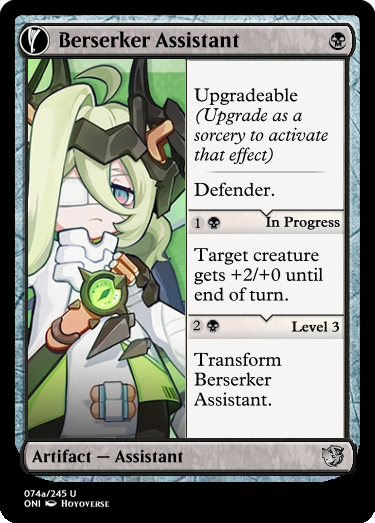 Berserker Assistant
Upgradeable
(Upgrade as a
sorcery to activate
that effect)
Defender.
1 In Progress
Target creature
gets +2/+0 until
end of turn.
2 Level 3
Transform
Berserker
Assistant.
Artifact — Assistant
074a/245 U
ONI Hoyoverse